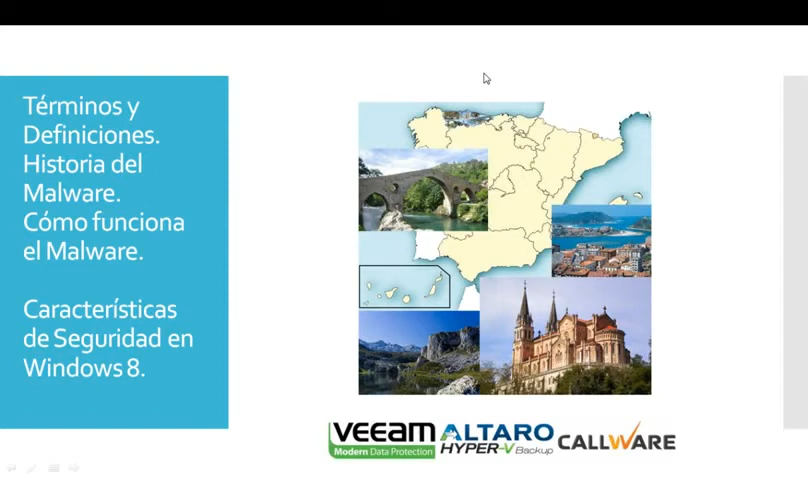 Términos y
Definiciones.
Historia del
Malware.
Cómo funciona
el Malware.
Características
de Seguridad en
Windows 8.
veeAM
Modern Data Protection
ALTARO
HYPER-V Backup
CALLWARE